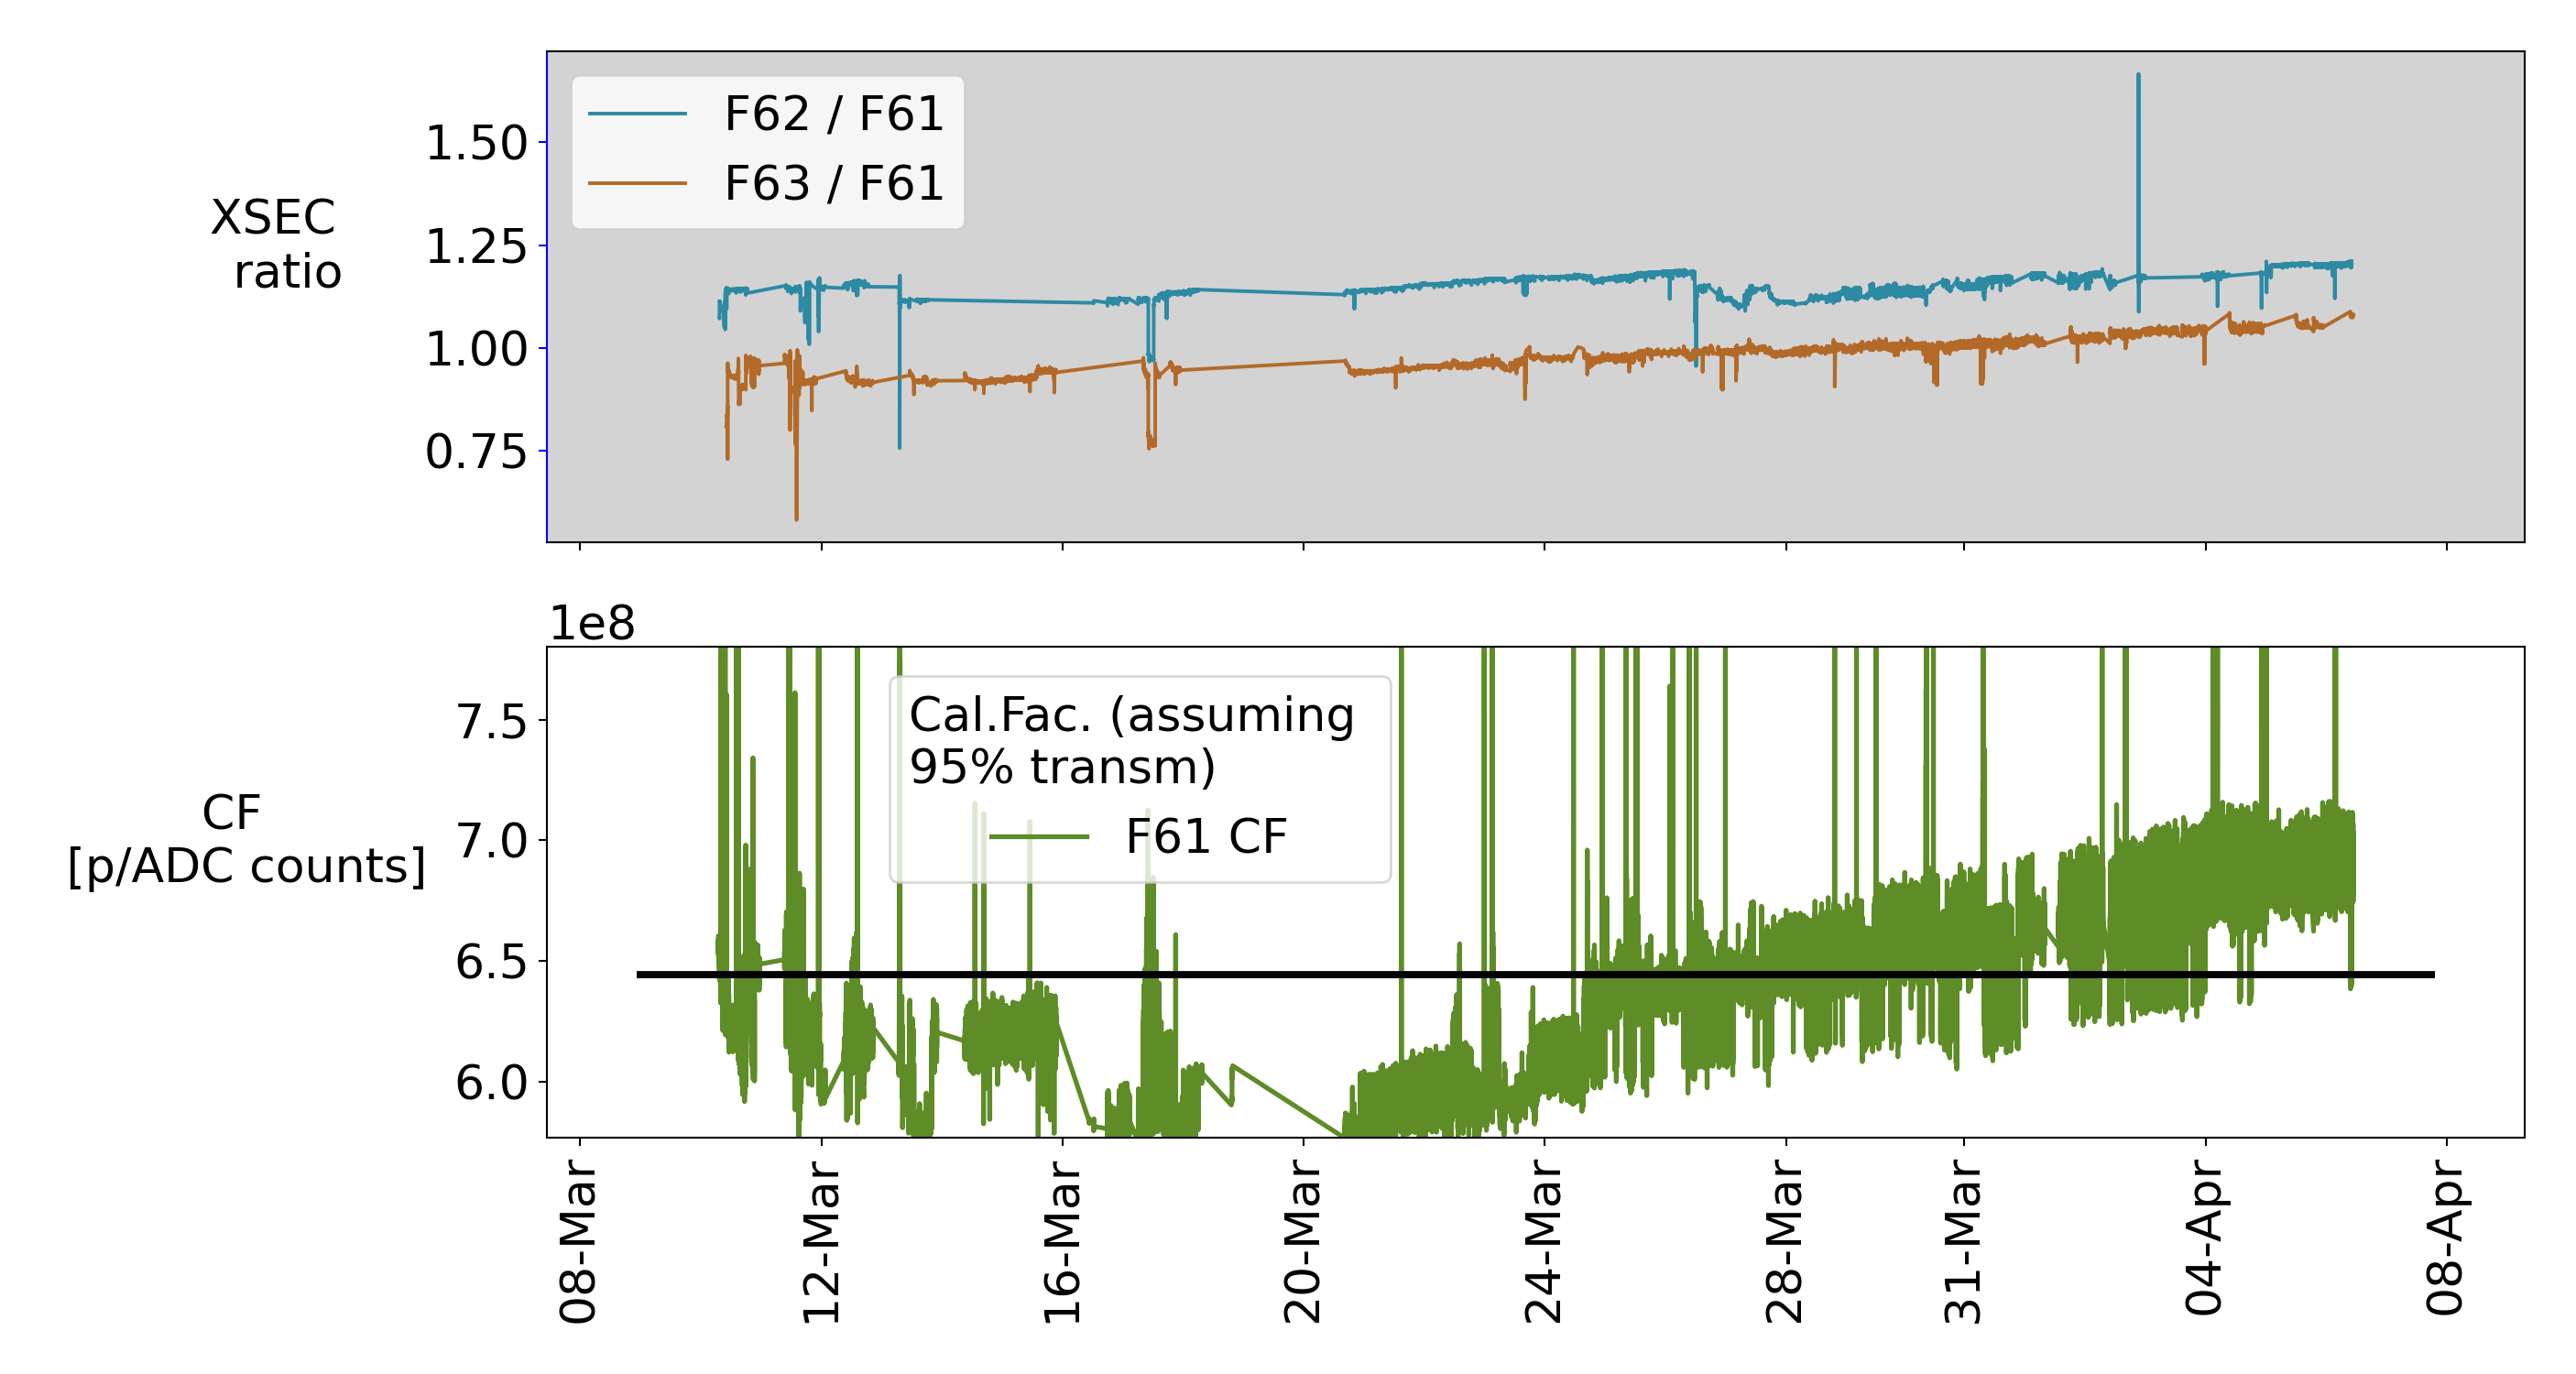 F62 / F61
F63 / F61
XSEC
ratio
1.50
1.25
1.00
0.75
1e8
Cal.Fac. (assuming
95% transm)
F61 CF
CF
[p/ADC counts]
7.5
7.0
6.5
6.0
08-Mar
12-Mar
16-Mar
20-Mar
24-Mar
28-Mar
31-Mar
04-Apr
08-Apr